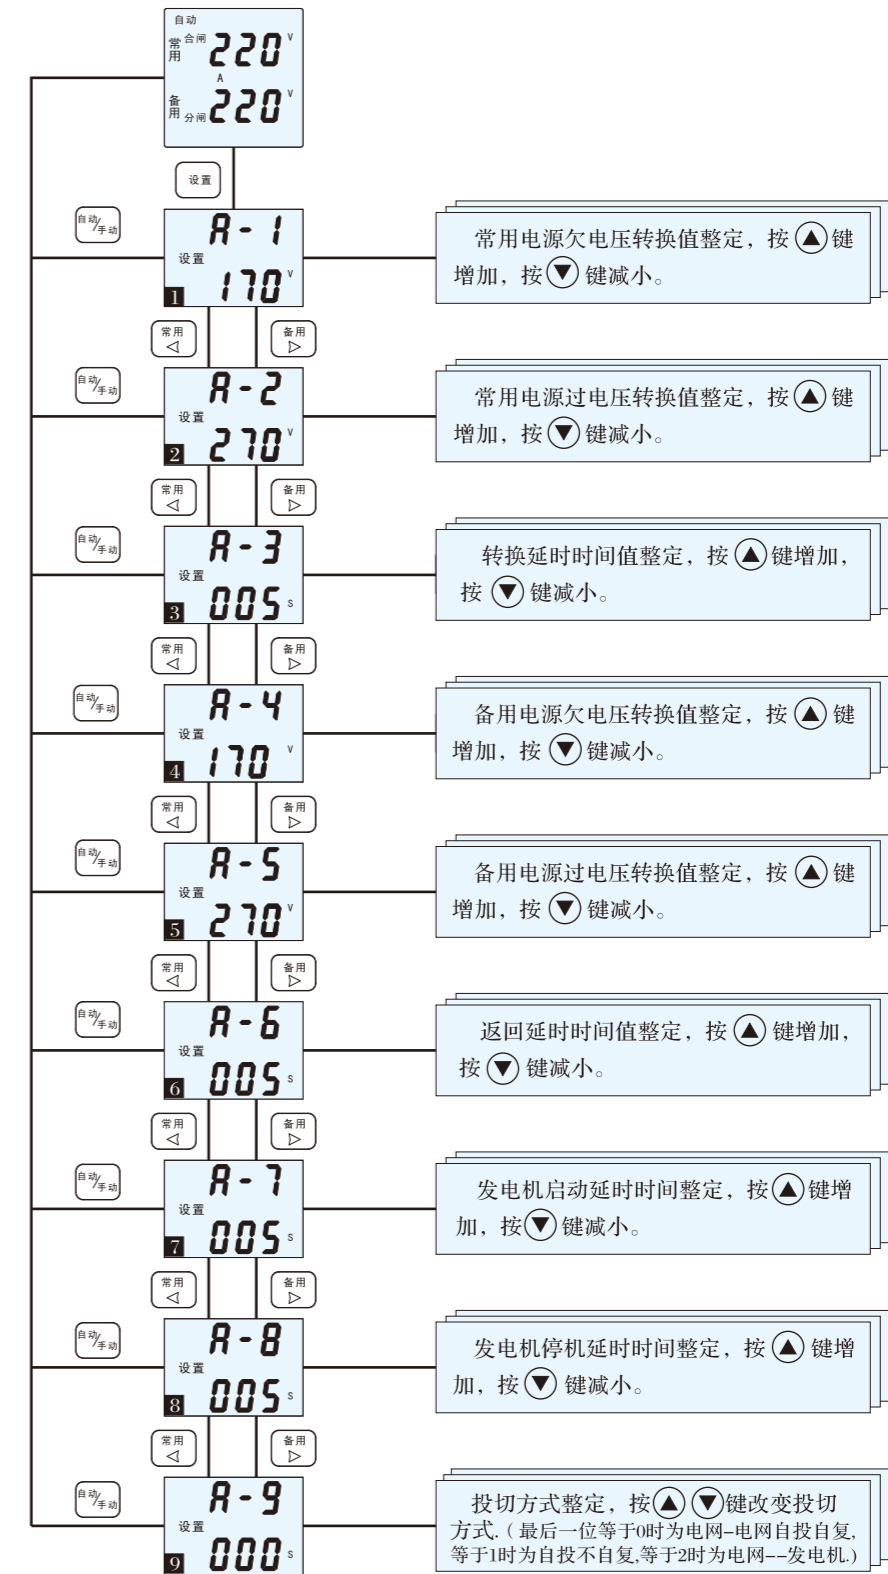 自动
常用 合闸 220 V
A
备用 分闸 220 V
设置
自动/手动
A-1
设置
1 170 V
常用电源欠电压转换值整定，按▲键
增加，按▼键减小。
常用 ◁
备用 ▷
自动/手动
A-2
设置
2 270 V
常用电源过电压转换值整定，按▲键
增加，按▼键减小。
常用 ◁
备用 ▷
自动/手动
A-3
设置
3 005 S
转换延时时间值整定，按▲键增加，
按▼键减小。
常用 ◁
备用 ▷
自动/手动
A-4
设置
4 170 V
备用电源欠电压转换值整定，按▲键
增加，按▼键减小。
常用 ◁
备用 ▷
自动/手动
A-5
设置
5 270 V
备用电源过电压转换值整定，按▲键
增加，按▼键减小。
常用 ◁
备用 ▷
自动/手动
A-6
设置
6 005 S
返回延时时间值整定，按▲键增加，
按▼键减小。
常用 ◁
备用 ▷
自动/手动
A-7
设置
7 005 S
发电机启动延时时间整定，按▲键增
加，按▼键减小。
常用 ◁
备用 ▷
自动/手动
A-8
设置
8 005 S
发电机停机延时时间整定，按▲键增
加，按▼键减小。
常用 ◁
备用 ▷
自动/手动
A-9
设置
9 000 S
投切方式整定，按▲▼键改变投切
方式.（最后一位等于0时为电网-电网自投自复,
等于1时为自投不自复,等于2时为电网--发电机.）